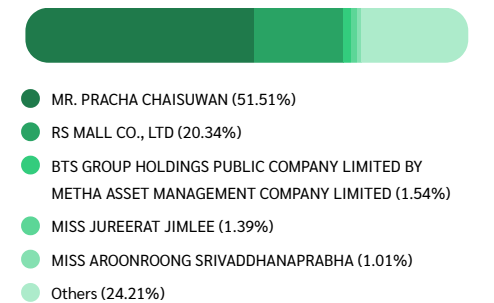 MR. PRACHA CHAISUWAN (51.51%)
RS MALL CO., LTD (20.34%)
BTS GROUP HOLDINGS PUBLIC COMPANY LIMITED BY
METHA ASSET MANAGEMENT COMPANY LIMITED (1.54%)
MISS JUREERAT JIMLEE (1.39%)
MISS AROONROONG SRIVADDHANAPRABHA (1.01%)
Others (24.21%)